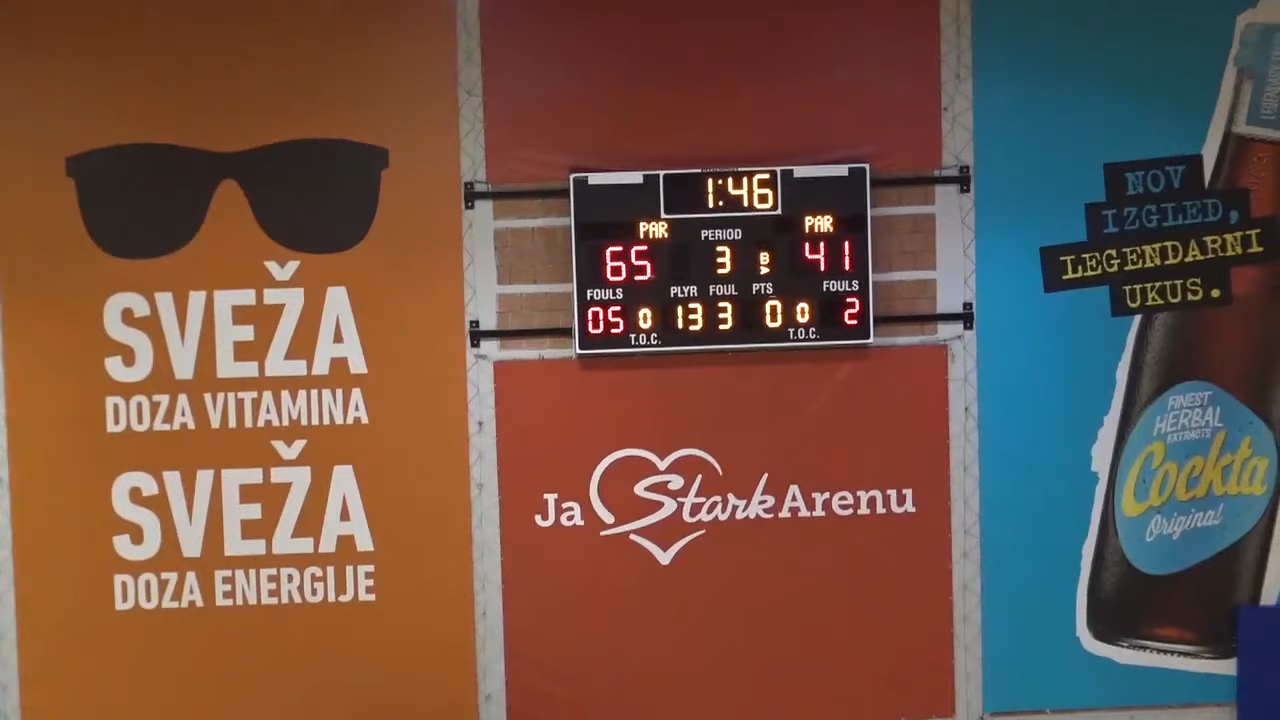 SVEŽA
DOZA VITAMINA
SVEŽA
DOZA ENERGIJE
1:46
PAR PERIOD PAR
65 3 B 41
FOULS PLYR FOUL PTS FOULS
05 0 13 3 0 0 2
T.O.C. T.O.C.
Ja Stark Arenu
NOV
IZGLED,
LEGENDARNI
UKUS.
FINEST
HERBAL
EXTRACTS
Cockta
Original